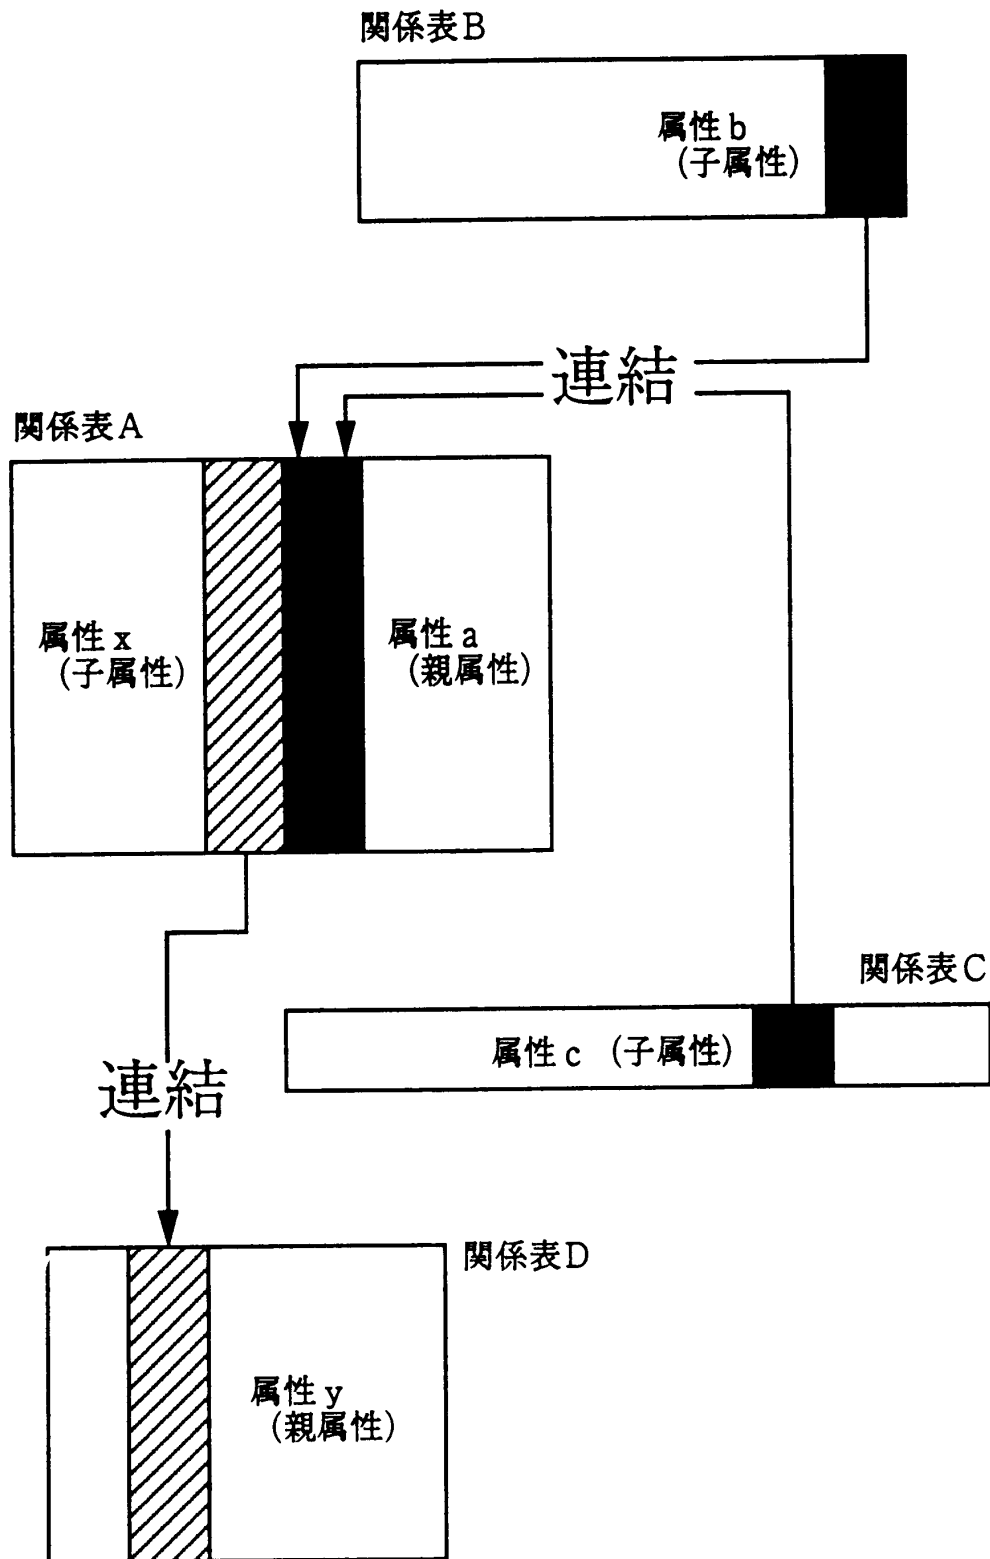 関係表B
属性b
（子属性）
連結
関係表A
属性x
（子属性）
属性a
（親属性）
関係表C
属性c （子属性）
連結
関係表D
属性y
（親属性）